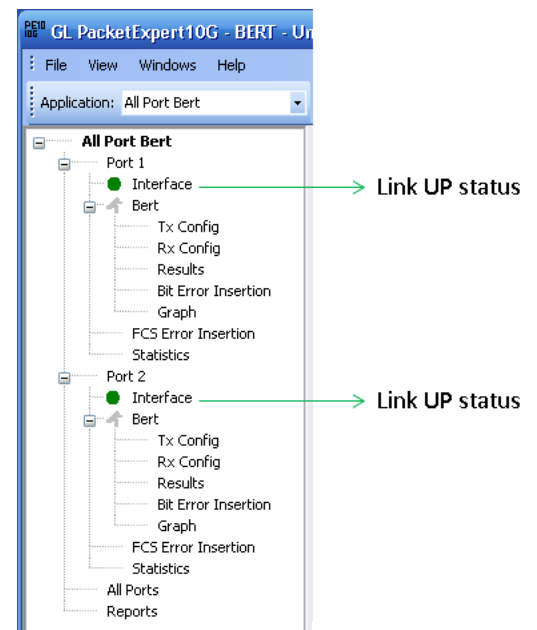 PE10 10G GL PacketExpert10G - BERT - Un
File View Windows Help
Application: All Port Bert
All Port Bert
Port 1
Interface Link UP status
Bert
Tx Config
Rx Config
Results
Bit Error Insertion
Graph
FCS Error Insertion
Statistics
Port 2
Interface Link UP status
Bert
Tx Config
Rx Config
Results
Bit Error Insertion
Graph
FCS Error Insertion
Statistics
All Ports
Reports